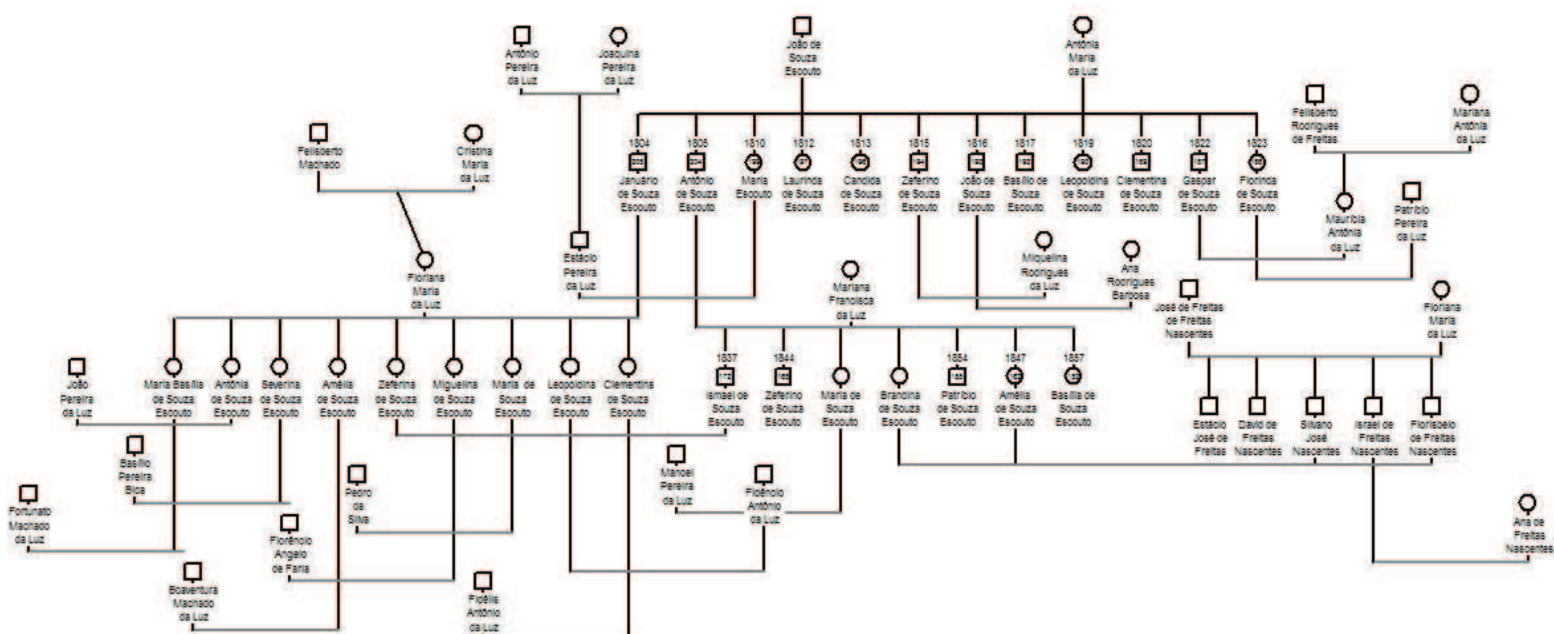 João de
Souza
Escouto
Antônia
Maria
da Luz
Antônio
Pereira
da Luz
Joaquina
Pereira
da Luz
Felisberto
Rodrigues
de Freitas
Mariana
Antônia
da Luz
Felisberto
Machado
Cristina
Maria
da Luz
1804
Januário
de Souza
Escouto
1805
204
Antônio
de Souza
Escouto
1810
Maria
Escouto
1812
Laurinda
de Souza
Escouto
1813
Candida
de Souza
Escouto
1815
194
Zeferino
de Souza
Escouto
1816
João de
Souza
Escouto
1817
192
Basílio de
Souza
Escouto
1819
Leopoldina
de Souza
Escouto
1820
Clementina
de Souza
Escouto
1822
Gaspar
de Souza
Escouto
1823
Florinda
de Souza
Escouto
Mauríbia
Antônia
da Luz
Patríbio
Pereira
da Luz
Estácio
Pereira
da Luz
Floriana
Maria
da Luz
Miquelina
Rodrigues
da Luz
Ana
Rodrigues
Barbosa
Mariana
Francisca
da Luz
José de Freitas
de Freitas
Nascentes
Floriana
Maria
da Luz
João
Pereira
da Luz
Maria Basília
de Souza
Escouto
Antônia
de Souza
Escouto
Severina
de Souza
Escouto
Amélia
de Souza
Escouto
Zeferina
de Souza
Escouto
Miguelina
de Souza
Escouto
Maria de
Souza
Escouto
Leopoldina
de Souza
Escouto
Clementina
de Souza
Escouto
1837
172
Ismael de
Souza
Escouto
1844
Zeferino
de Souza
Escouto
Maria de
Souza
Escouto
Brandina
de Souza
Escouto
1854
Patríbio
de Souza
Escouto
1847
Amélia
de Souza
Escouto
1857
Basília de
Souza
Escouto
Estácio
José de
Freitas
David de
Freitas
Nascentes
Silvano
José
Nascentes
Israel de
Freitas
Nascentes
Florisbelo
de Freitas
Nascentes
Basílio
Pereira
Bica
Pedro
da
Silva
Manoel
Pereira
da Luz
Fidêncio
Antônio
da Luz
Fortunato
Machado
da Luz
Florêncio
Angelo
de Faria
Ana de
Freitas
Nascentes
Boaventura
Machado
da Luz
Fidélis
Antônio
da Luz